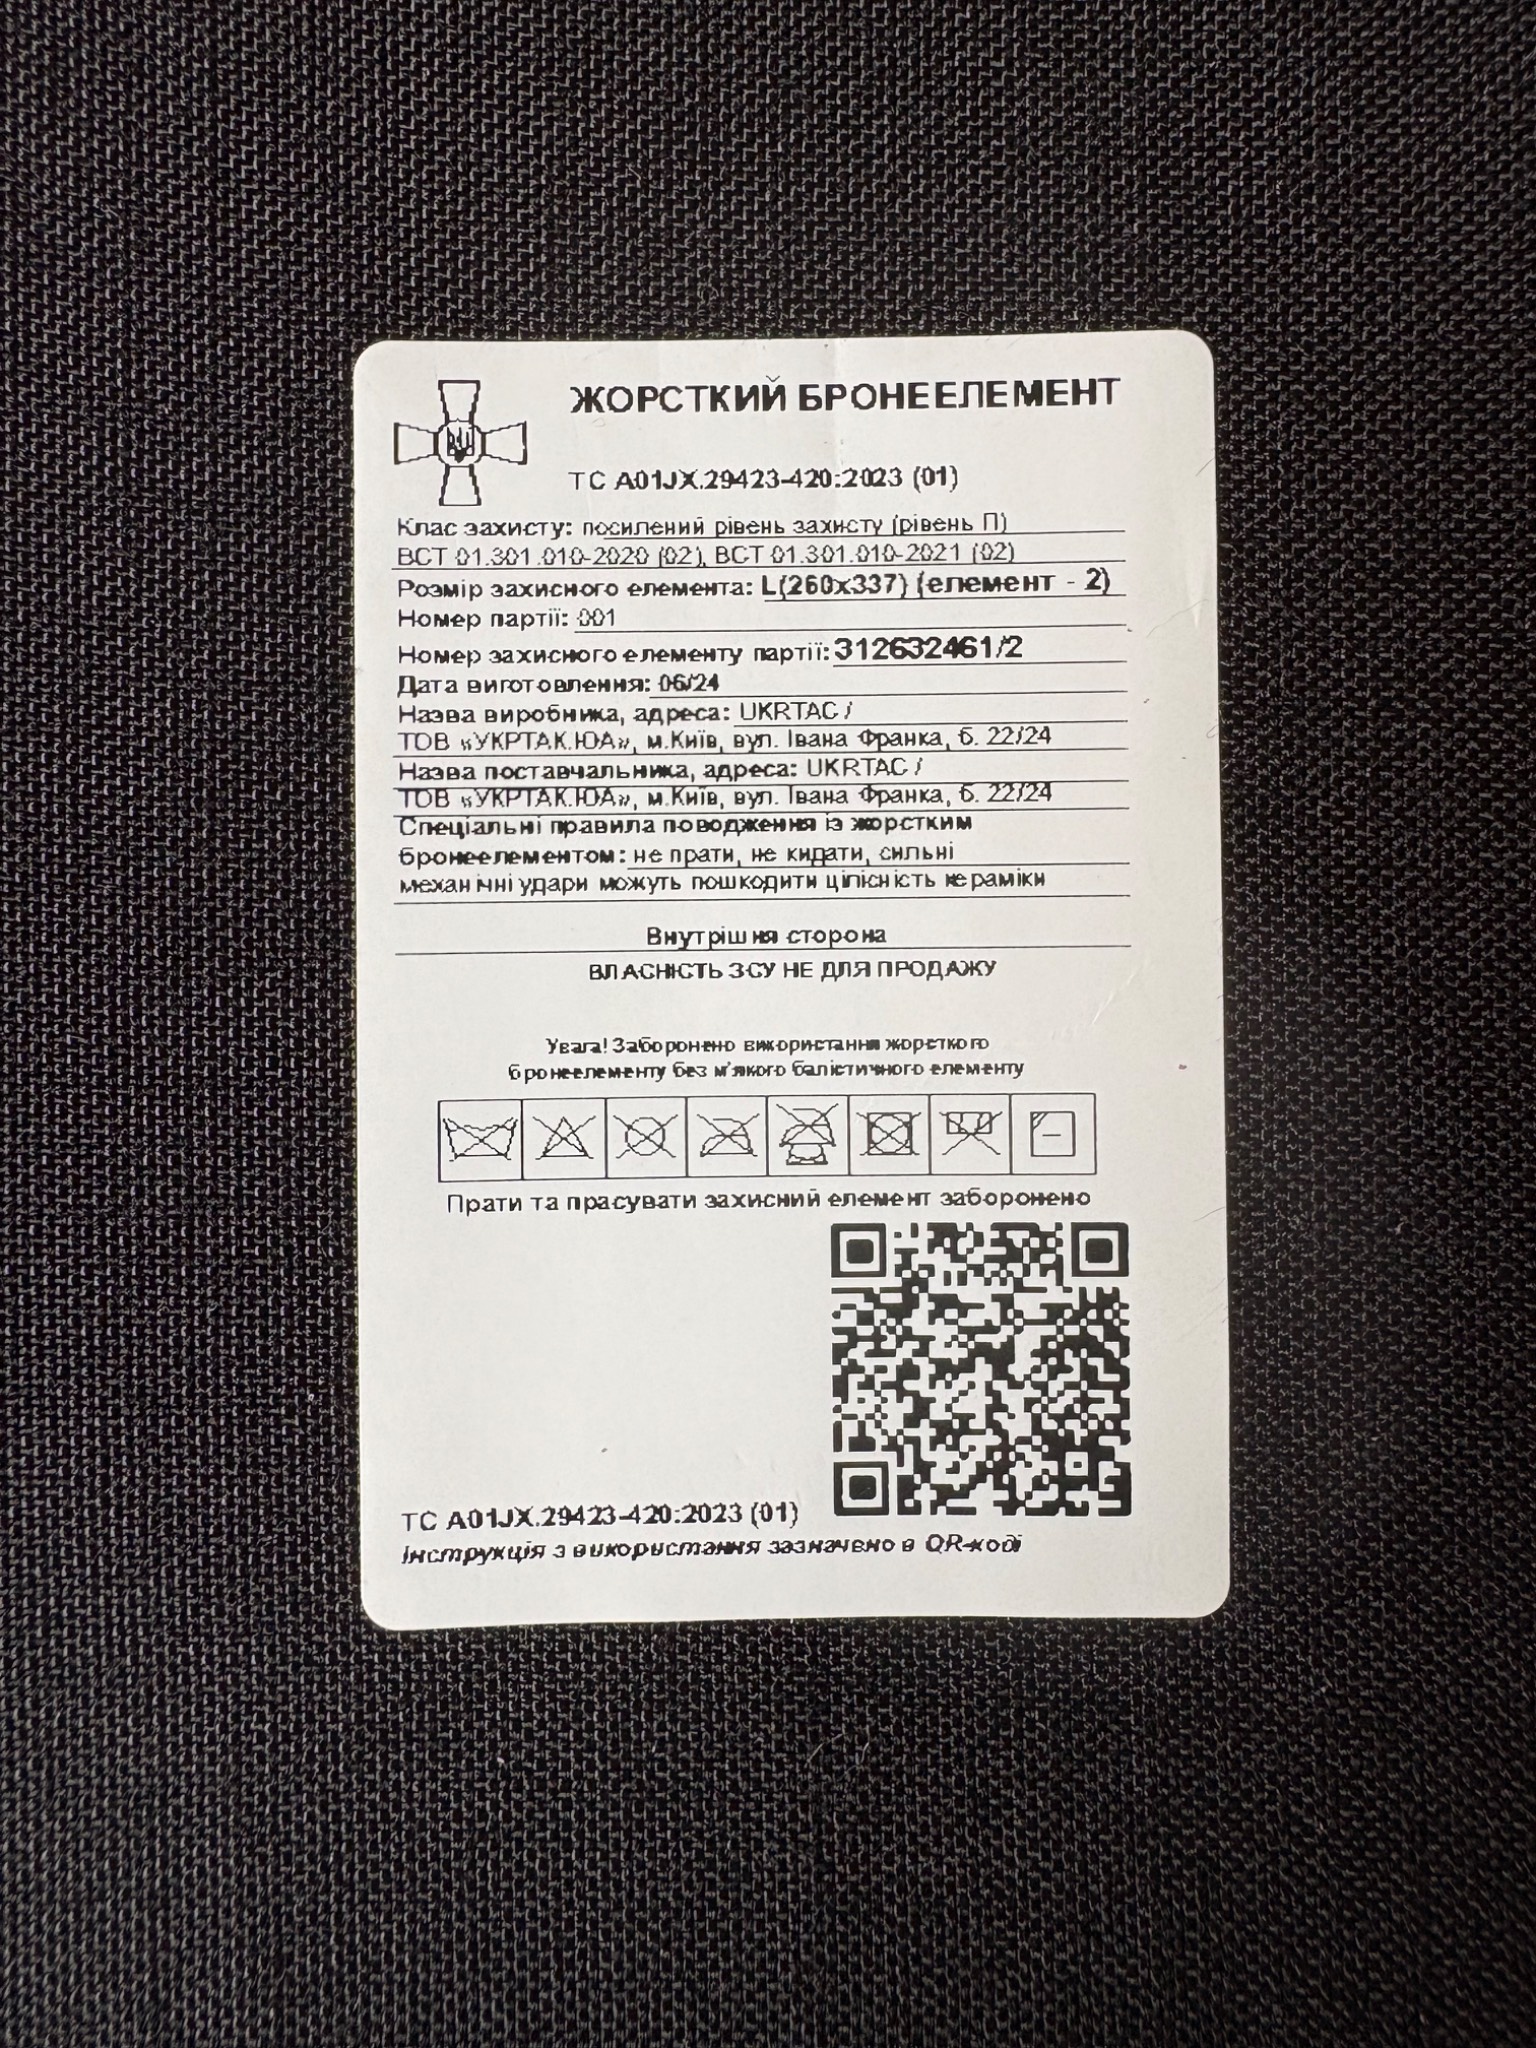 ЖОРСТКИЙ БРОНЕЕЛЕМЕНТ
ТС А01JX.29423-420:2023 (01)
Клас захисту: посилений рівень захисту (рівень П)
ВСТ 01.301.010-2020 (02), ВСТ 01.301.010-2021 (02)
Розмір захисного елемента: L(260х337) (елемент - 2)
Номер партії: 001
Номер захисного елементу партії: 312632461/2
Дата виготовлення: 06/24
Назва виробника, адреса: UKRTAC /
ТОВ «УКРТАК.ЮА», м.Київ, вул. Івана Франка, б. 22/24
Назва поставчальника, адреса: UKRTAC /
ТОВ «УКРТАК.ЮА», м.Київ, вул. Івана Франка, б. 22/24
Спеціальні правила поводження із жорстким
бронеелементом: не прати, не кидати, сильні
механічні удари можуть пошкодити цілісність кераміки
Внутрішня сторона
ВЛАСНІСТЬ ЗСУ НЕ ДЛЯ ПРОДАЖУ
Увага! Заборонено використання жорсткого
бронеелементу без м'якого балістичного елементу
Прати та прасувати захисний елемент заборонено
ТС А01JX.29423-420:2023 (01)
Інструкція з використання зазначено в QR-коді